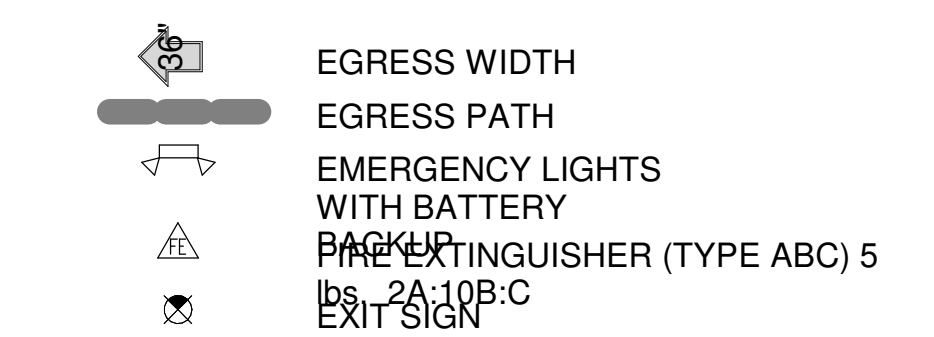 36"
EGRESS WIDTH
EGRESS PATH
EMERGENCY LIGHTS
WITH BATTERY
BACKUP
FE
FIRE EXTINGUISHER (TYPE ABC) 5
lbs. 2A:10B:C
EXIT SIGN